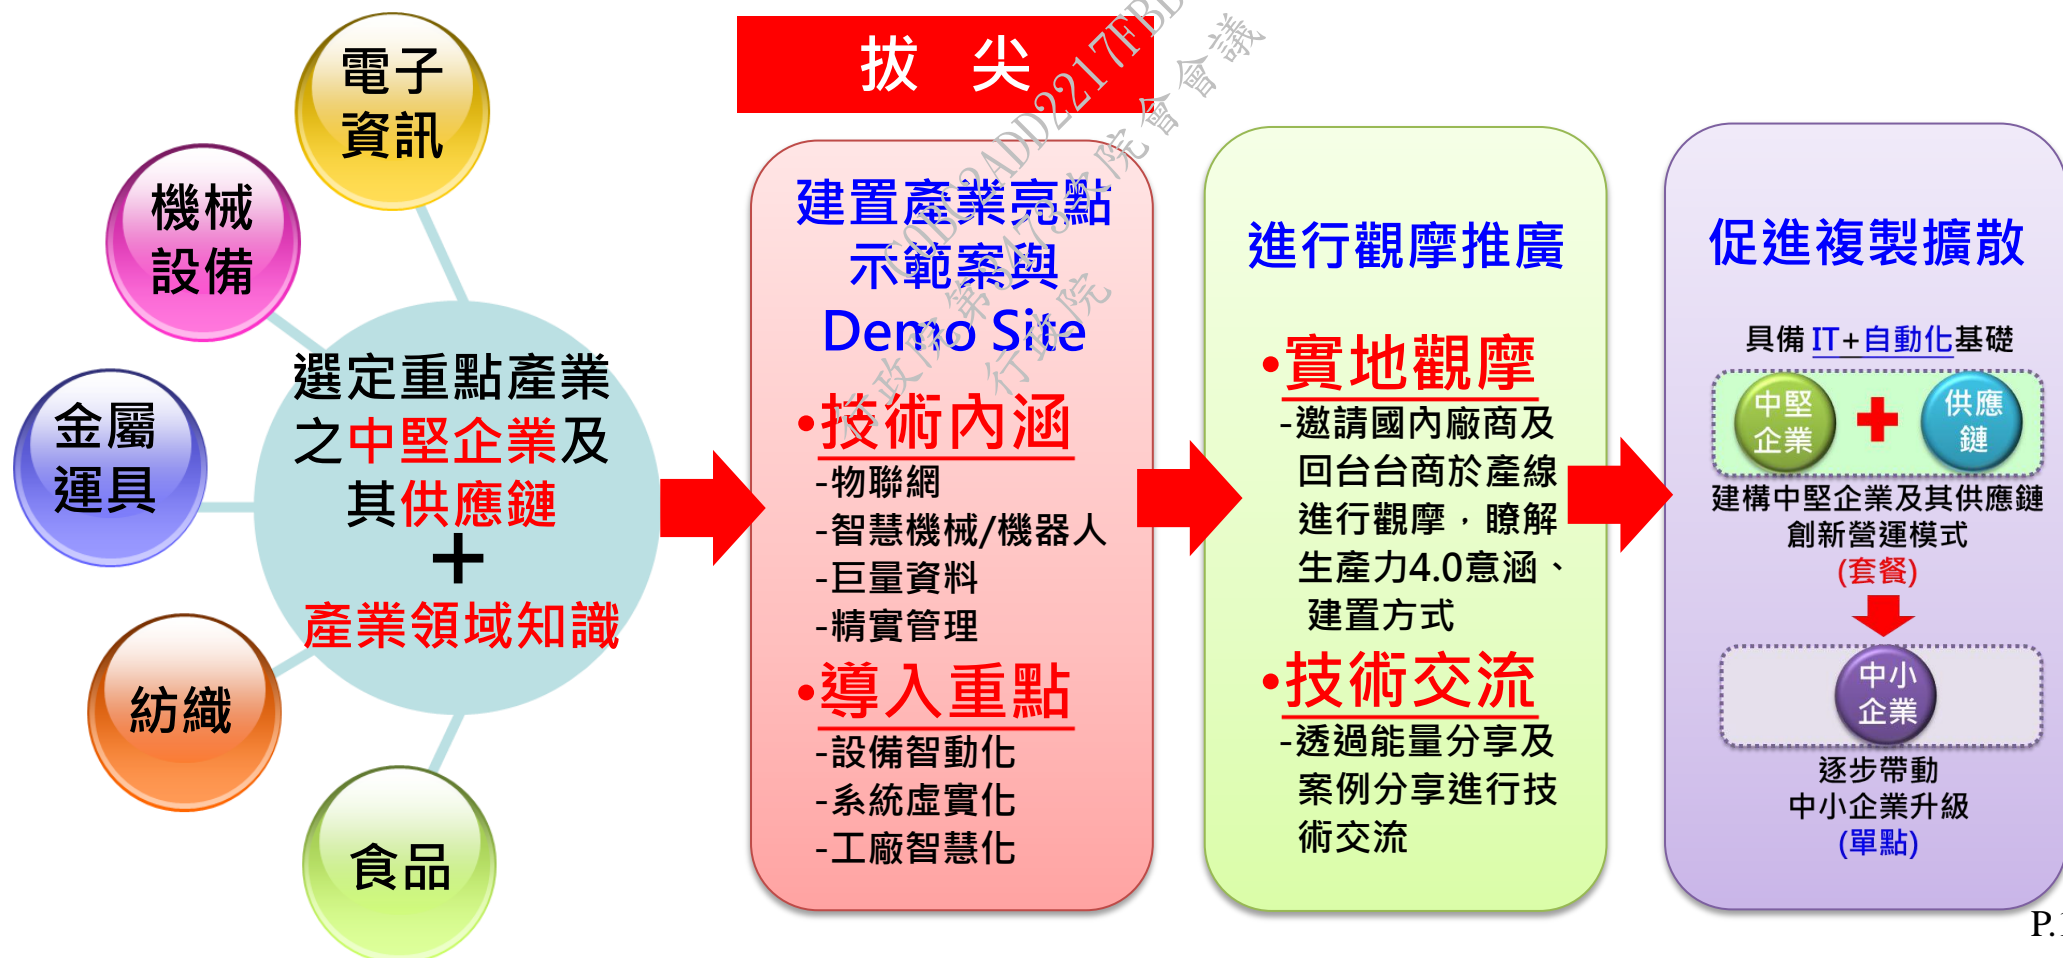 電子
資訊
機械
設備
金屬
運具
紡織
食品
選定重點產業
之中堅企業及
其供應鏈
+
產業領域知識
拔 尖
建置產業亮點
示範案與
Demo Site
•技術內涵
-物聯網
-智慧機械/機器人
-巨量資料
-精實管理
•導入重點
-設備智動化
-系統虛實化
-工廠智慧化
進行觀摩推廣
•實地觀摩
-邀請國內廠商及
回台台商於產線
進行觀摩，瞭解
生產力4.0意涵、
建置方式
•技術交流
-透過能量分享及
案例分享進行技
術交流
促進複製擴散
具備IT+自動化基礎
中堅
企業
供應
鏈
建構中堅企業及其供應鏈
創新營運模式
(套餐)
中小
企業
逐步帶動
中小企業升級
(單點)
行政院